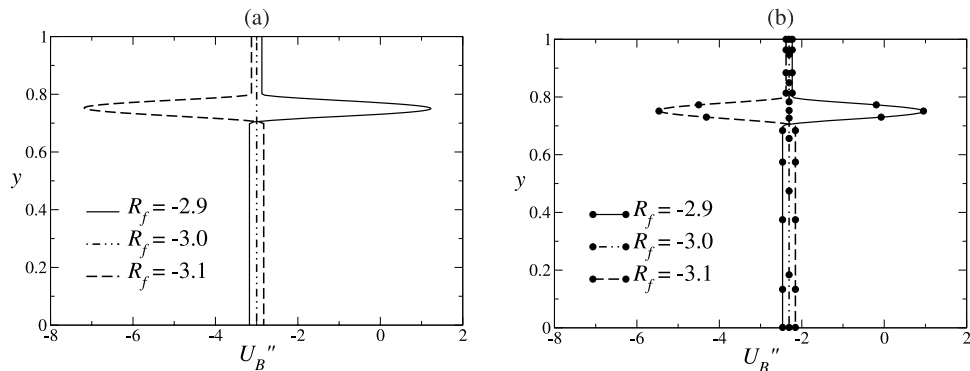 (a)
1
0.8
0.6
y
0.4
0.2
0
R_f = -2.9
R_f = -3.0
R_f = -3.1
-8 -6 -4 -2 0 2
U_B''
(b)
1
0.8
0.6
y
0.4
0.2
0
R_f = -2.9
R_f = -3.0
R_f = -3.1
-8 -6 -4 -2 0 2
U_B''